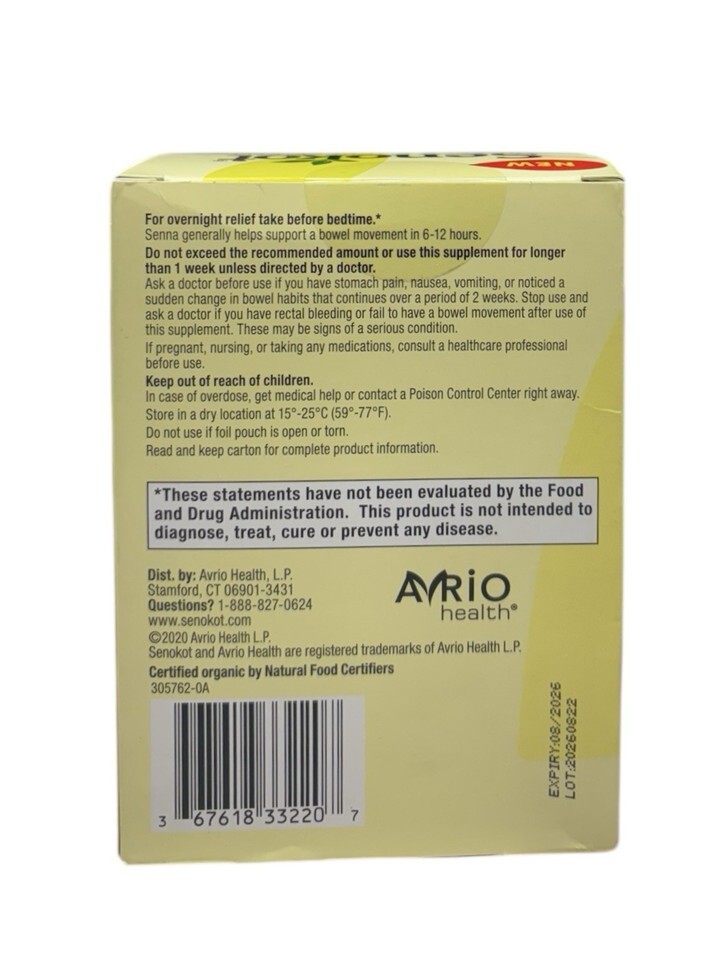 Senokot
NEW
For overnight relief take before bedtime.*
Senna generally helps support a bowel movement in 6-12 hours.
Do not exceed the recommended amount or use this supplement for longer
than 1 week unless directed by a doctor.
Ask a doctor before use if you have stomach pain, nausea, vomiting, or noticed a
sudden change in bowel habits that continues over a period of 2 weeks. Stop use and
ask a doctor if you have rectal bleeding or fail to have a bowel movement after use of
this supplement. These may be signs of a serious condition.
If pregnant, nursing, or taking any medications, consult a healthcare professional
before use.
Keep out of reach of children.
In case of overdose, get medical help or contact a Poison Control Center right away.
Store in a dry location at 15°-25°C (59°-77°F).
Do not use if foil pouch is open or torn.
Read and keep carton for complete product information.
*These statements have not been evaluated by the Food
and Drug Administration. This product is not intended to
diagnose, treat, cure or prevent any disease.
Dist. by: Avrio Health, L.P.
Stamford, CT 06901-3431
Questions? 1-888-827-0624
www.senokot.com
©2020 Avrio Health L.P.
Senokot and Avrio Health are registered trademarks of Avrio Health L.P.
Certified organic by Natural Food Certifiers
305762-0A
AVRiO
health®
3 67618 33220 7
EXPIRY:08/2026
LOT:20260822